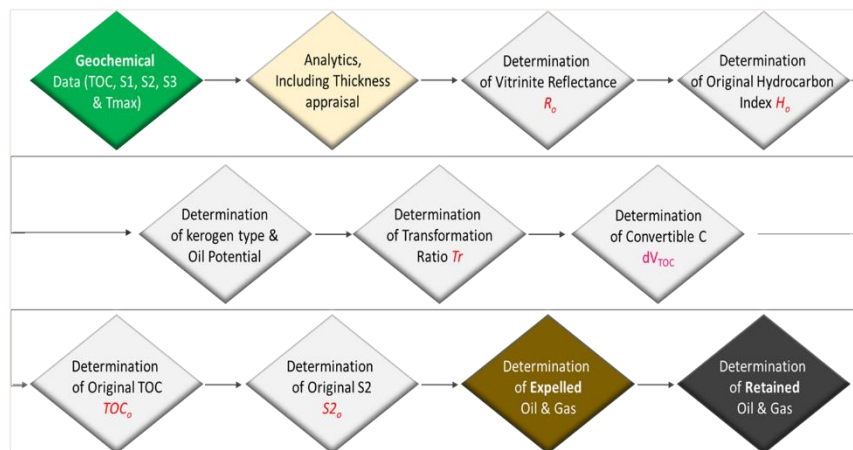 Geochemical
Data (TOC, S1, S2, S3
& Tmax)
Analytics,
Including Thickness
appraisal
Determination
of Vitrinite Reflectance
Ro
Determination
of Original Hydrocarbon
Index Ho
Determination
of kerogen type &
Oil Potential
Determination
of Transformation
Ratio Tr
Determination
of Convertible C
dVTOC
Determination
of Original TOC
TOCo
Determination
of Original S2
S2o
Determination
of Expelled
Oil & Gas
Determination
of Retained
Oil & Gas